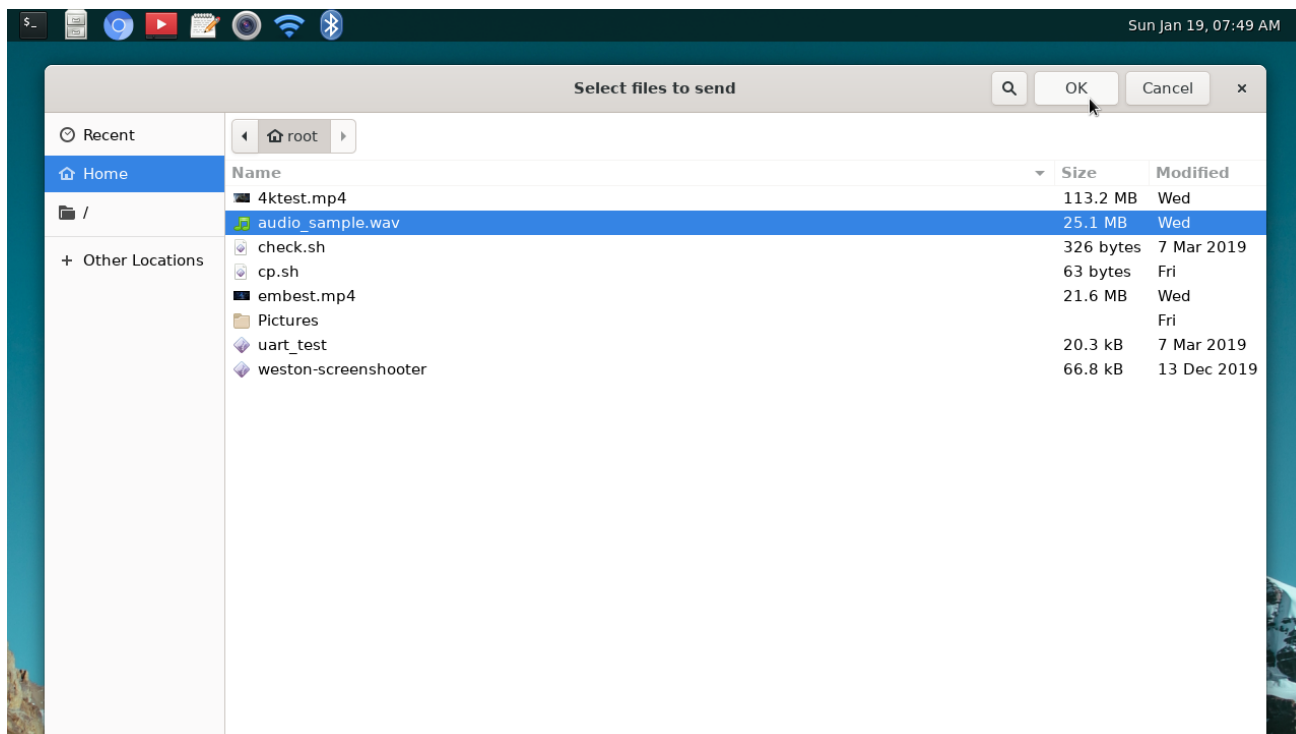 $_ Sun Jan 19, 07:49 AM
Select files to send OK Cancel
Recent
Home
/
+ Other Locations
root
Name Size Modified
4ktest.mp4 113.2 MB Wed
audio_sample.wav 25.1 MB Wed
check.sh 326 bytes 7 Mar 2019
cp.sh 63 bytes Fri
embest.mp4 21.6 MB Wed
Pictures Fri
uart_test 20.3 kB 7 Mar 2019
weston-screenshooter 66.8 kB 13 Dec 2019